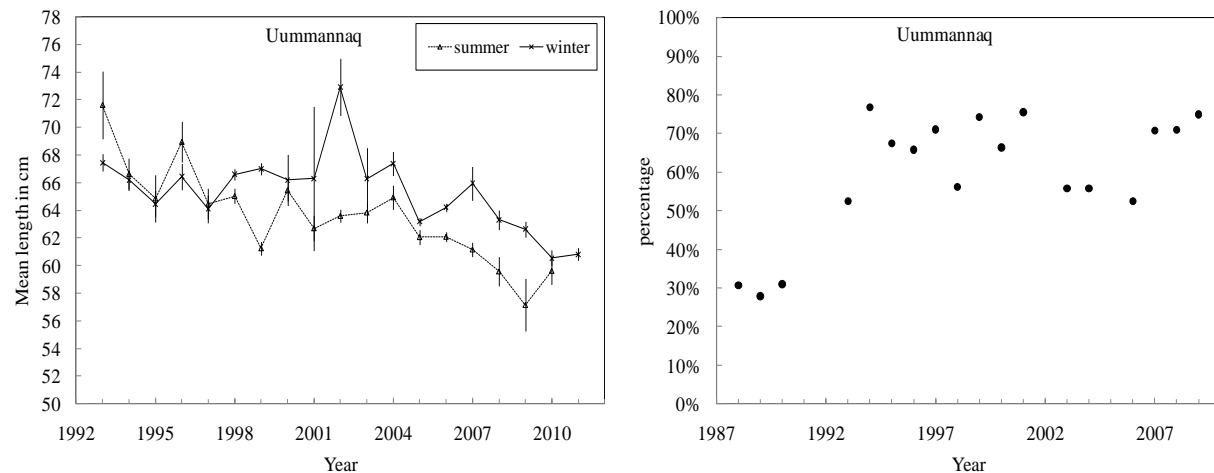 Uummannaq
summer winter
78
76
74
72
70
68
66
64
62
60
58
56
54
52
50
Mean length in cm
1992 1995 1998 2001 2004 2007 2010
Year
Uummannaq
100%
90%
80%
70%
60%
50%
40%
30%
20%
10%
0%
percentage
1987 1992 1997 2002 2007
Year